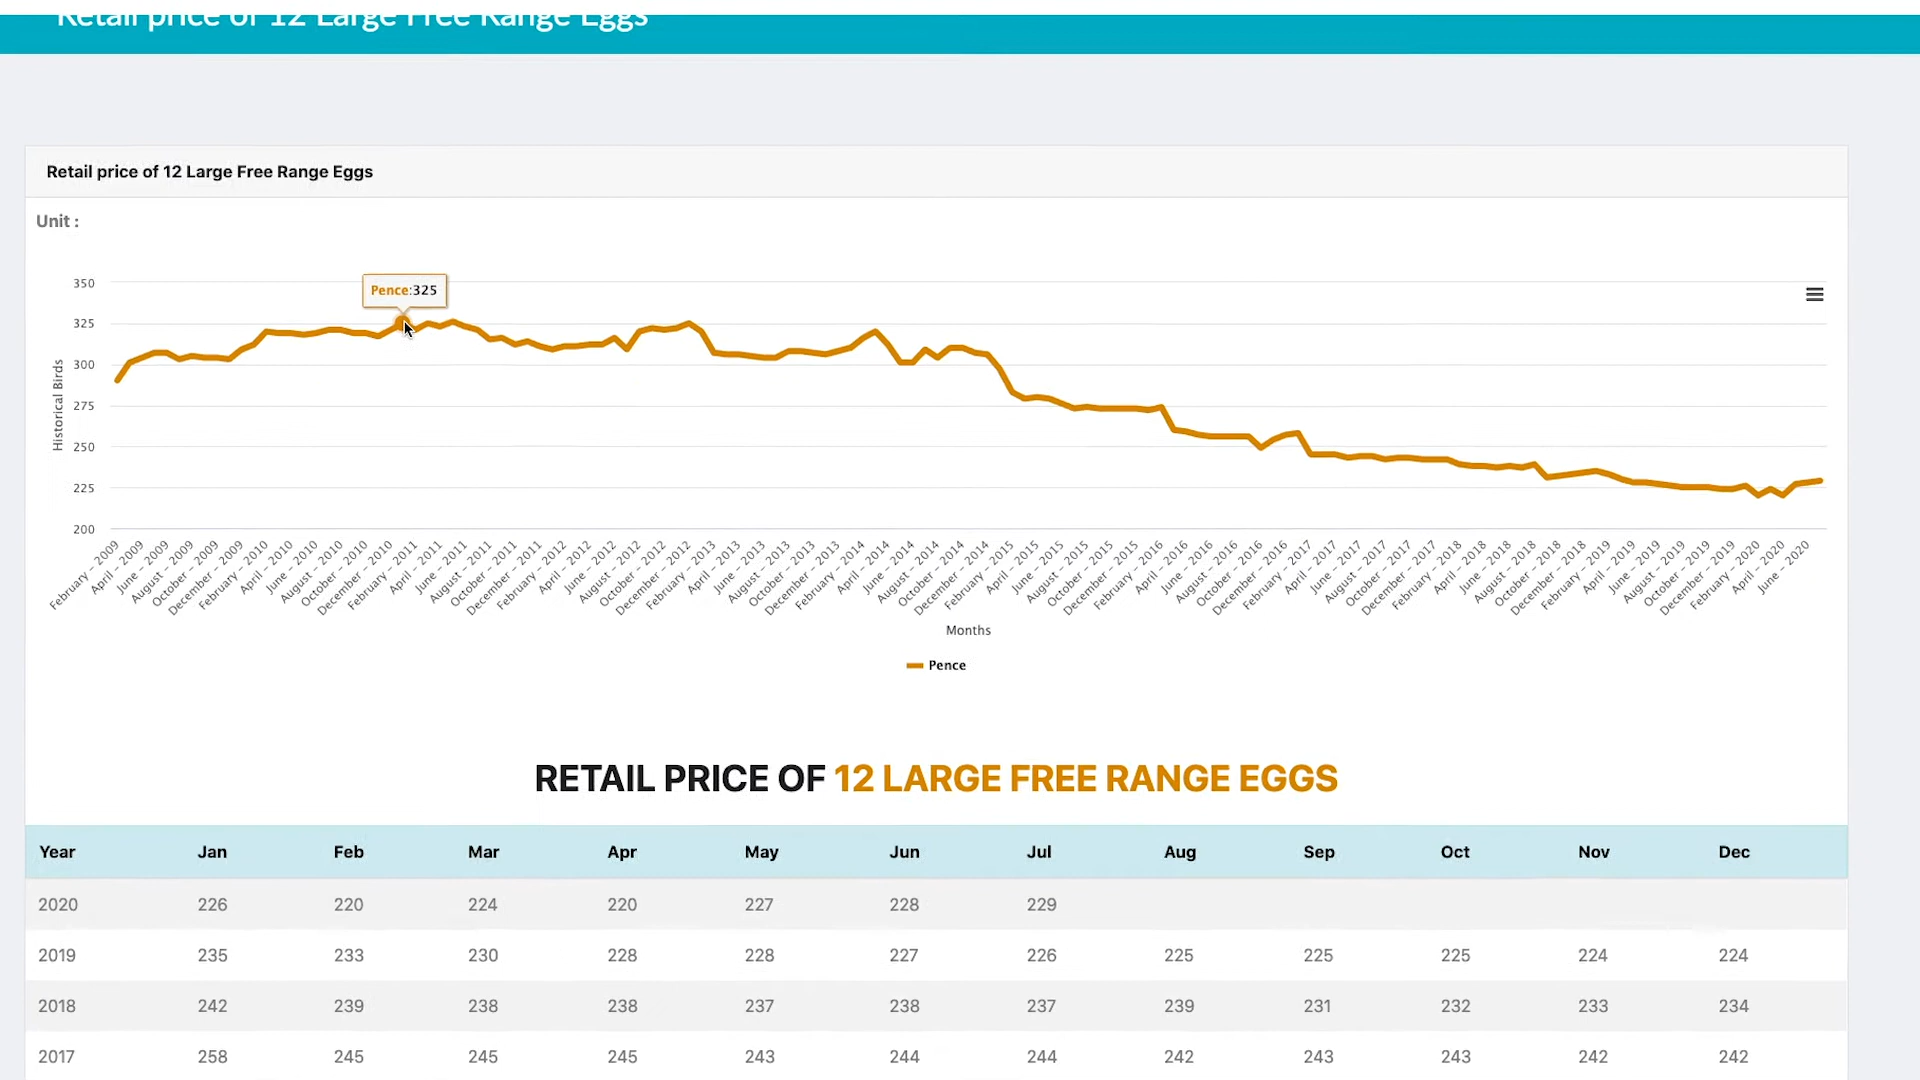 Retail price of 12 Large Free Range Eggs
Retail price of 12 Large Free Range Eggs
Unit :
Pence:325
350
325
300
275
250
225
200
Historical Birds
February – 2009
April – 2009
June – 2009
August – 2009
October – 2009
December – 2009
February – 2010
April – 2010
June – 2010
August – 2010
October – 2010
December – 2010
February – 2011
April – 2011
June – 2011
August – 2011
October – 2011
December – 2011
February – 2012
April – 2012
June – 2012
August – 2012
October – 2012
December – 2012
February – 2013
April – 2013
June – 2013
August – 2013
October – 2013
December – 2013
February – 2014
April – 2014
June – 2014
August – 2014
October – 2014
December – 2014
February – 2015
April – 2015
June – 2015
August – 2015
October – 2015
December – 2015
February – 2016
April – 2016
June – 2016
August – 2016
October – 2016
December – 2016
February – 2017
April – 2017
June – 2017
August – 2017
October – 2017
December – 2017
February – 2018
April – 2018
June – 2018
August – 2018
October – 2018
December – 2018
February – 2019
April – 2019
June – 2019
August – 2019
October – 2019
December – 2019
February – 2020
April – 2020
June – 2020
Months
Pence
RETAIL PRICE OF 12 LARGE FREE RANGE EGGS
Year Jan Feb Mar Apr May Jun Jul Aug Sep Oct Nov Dec
2020 226 220 224 220 227 228 229
2019 235 233 230 228 228 227 226 225 225 225 224 224
2018 242 239 238 238 237 238 237 239 231 232 233 234
2017 258 245 245 245 243 244 244 242 243 243 242 242